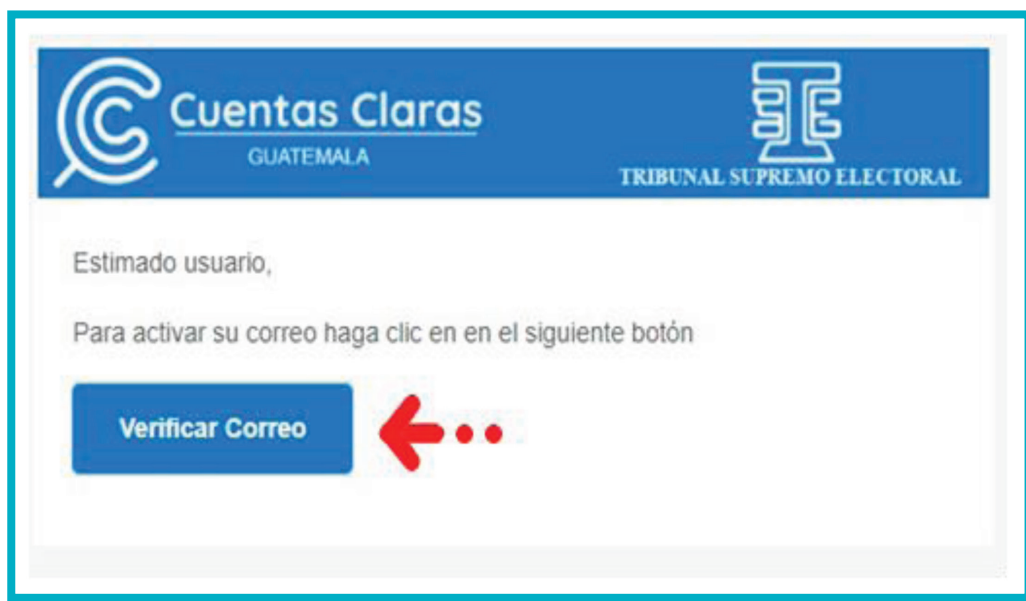 Cuentas Claras
GUATEMALA
TRIBUNAL SUPREMO ELECTORAL
Estimado usuario,
Para activar su correo haga clic en en el siguiente botón
Verificar Correo